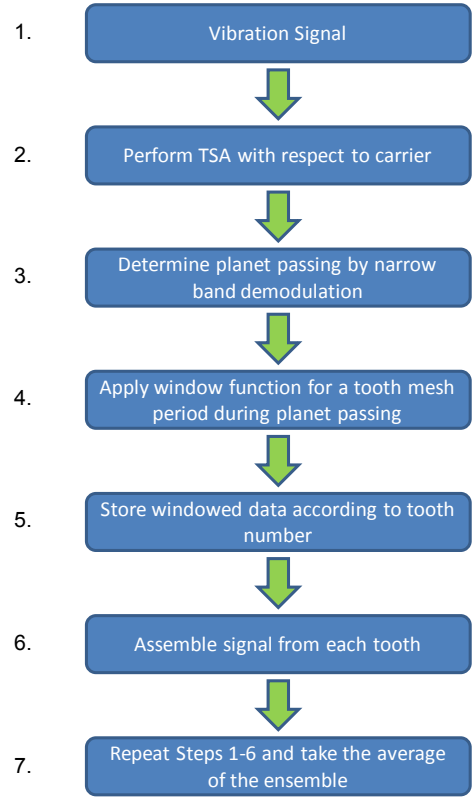 1.
Vibration Signal
2.
Perform TSA with respect to carrier
3.
Determine planet passing by narrow
band demodulation
4.
Apply window function for a tooth mesh
period during planet passing
5.
Store windowed data according to tooth
number
6.
Assemble signal from each tooth
7.
Repeat Steps 1-6 and take the average
of the ensemble